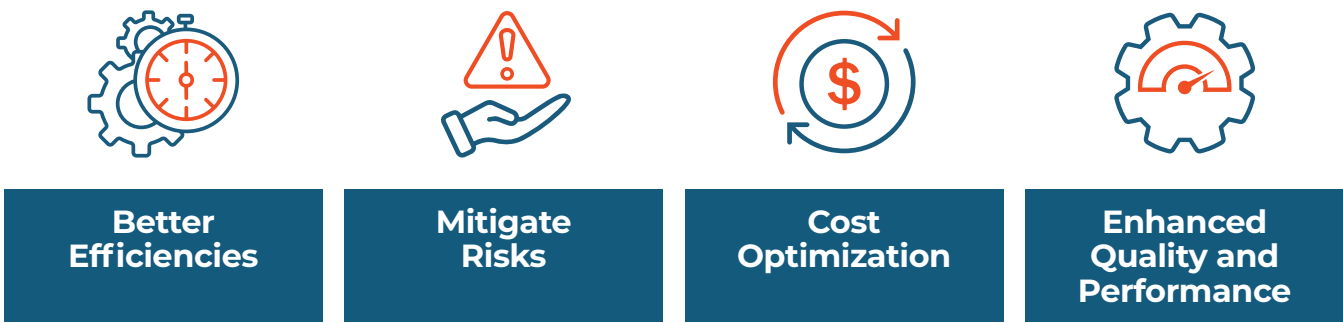 $
Better
Efficiencies
Mitigate
Risks
Cost
Optimization
Enhanced
Quality and
Performance